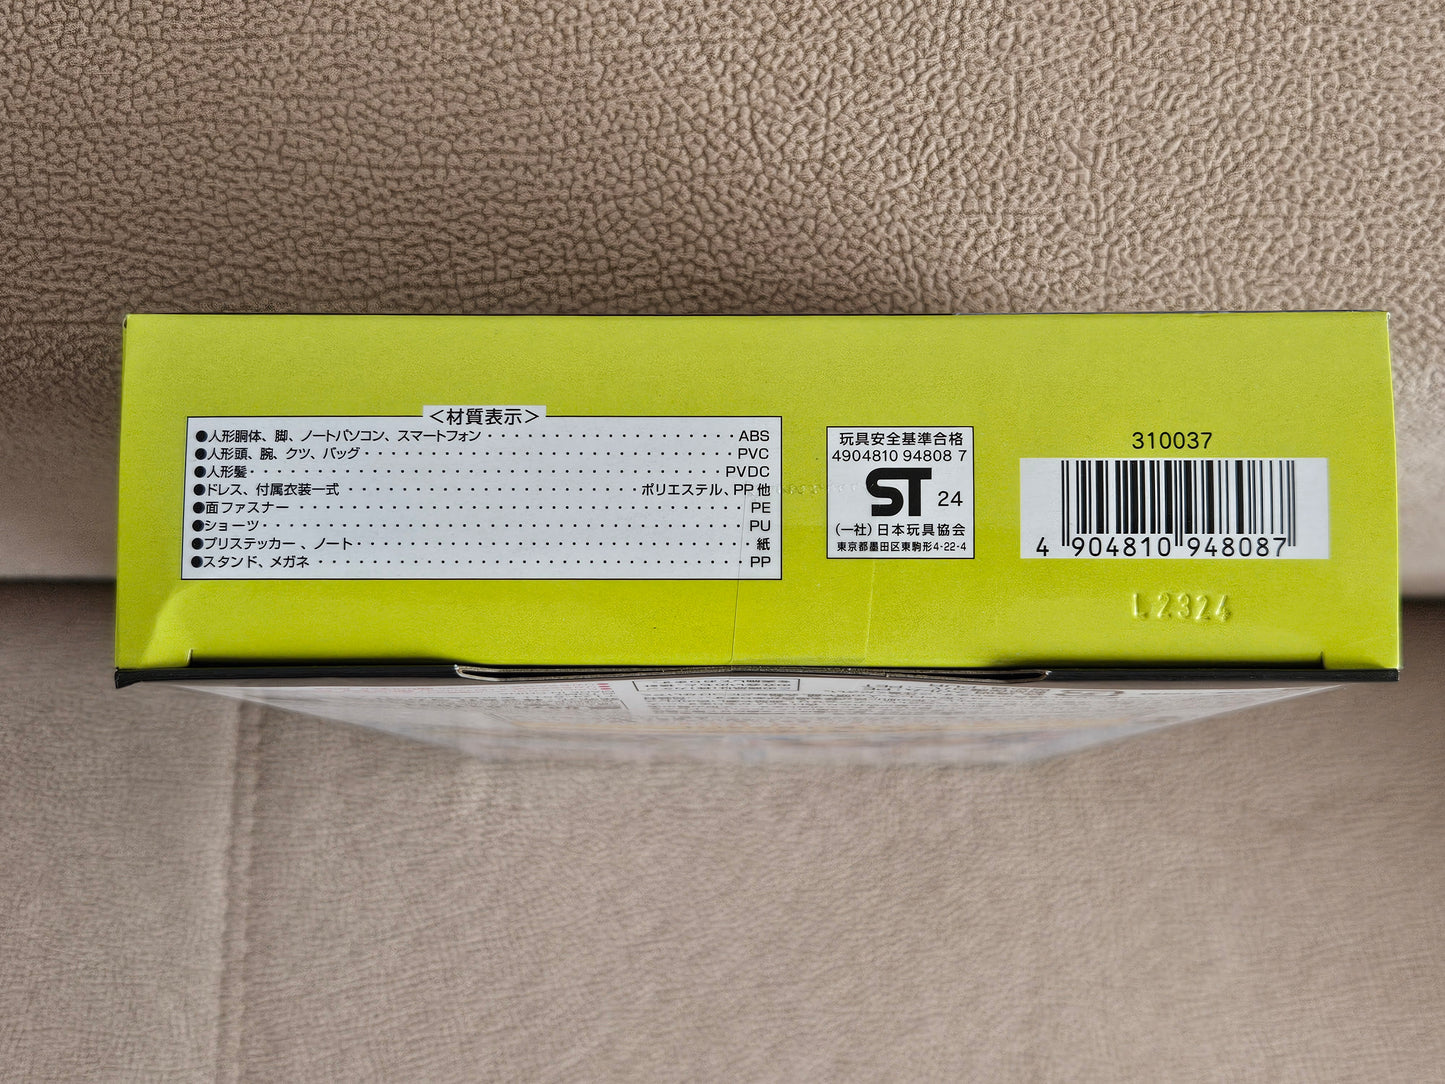 ＜材質表示＞
●人形胴体、脚、ノートパソコン、スマートフォン・・・・・・・・・・・・・・・・・・・・ABS
●人形頭、腕、クツ、バッグ・・・・・・・・・・・・・・・・・・・・・・・・・・・・PVC
●人形髪・・・・・・・・・・・・・・・・・・・・・・・・・・・・・・・・・・・・・PVDC
●ドレス、付属衣装一式・・・・・・・・・・・・・・・・・・・・・・・ポリエステル、PP他
●面ファスナー・・・・・・・・・・・・・・・・・・・・・・・・・・・・・・・・・・・PE
●ショーツ・・・・・・・・・・・・・・・・・・・・・・・・・・・・・・・・・・・・・PU
●プリステッカー、ノート・・・・・・・・・・・・・・・・・・・・・・・・・・・・・・紙
●スタンド、メガネ・・・・・・・・・・・・・・・・・・・・・・・・・・・・・・・・・PP
玩具安全基準合格
4904810 94808 7
ST 24
(一社)日本玩具協会
東京都墨田区東駒形4-22-4
310037
4 904810 948087
L2324